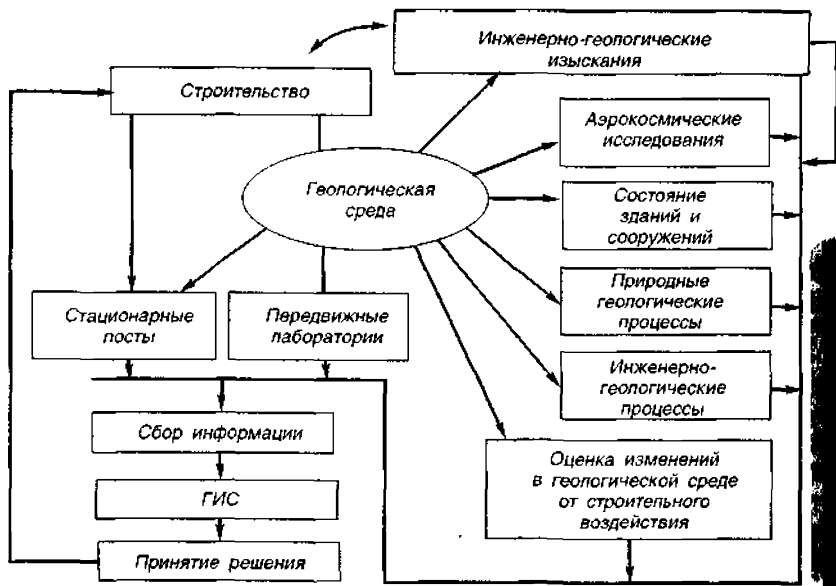 Инженерно-геологические
изыскания
Строительство
Аэрокосмические
исследования
Геологическая
среда
Состояние
зданий и
сооружений
Стационарные
посты
Передвижные
лаборатории
Природные
геологические
процессы
Инженерно-
геологические
процессы
Сбор информации
Оценка изменений
в геологической среде
от строительного
воздействия
ГИС
Принятие решения